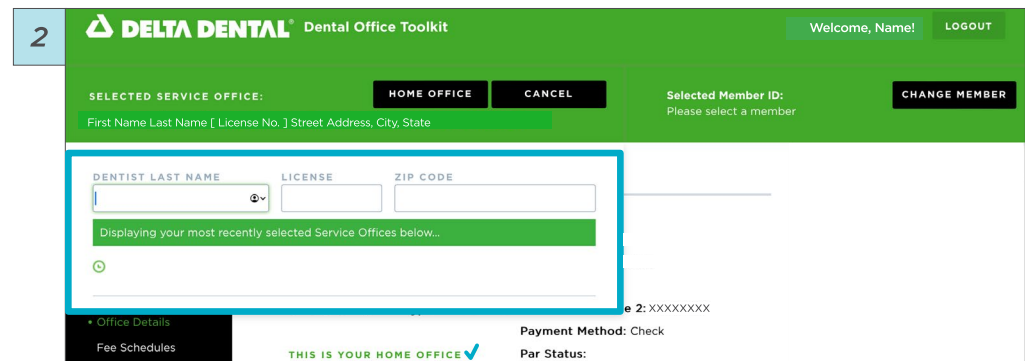 2
DELTA DENTAL® Dental Office Toolkit
Welcome, Name!
LOGOUT
SELECTED SERVICE OFFICE:
HOME OFFICE
CANCEL
Selected Member ID:
Please select a member
CHANGE MEMBER
First Name Last Name [ License No. ] Street Address, City, State
DENTIST LAST NAME
LICENSE
ZIP CODE
Displaying your most recently selected Service Offices below...
e 2: XXXXXXXX
• Office Details
Payment Method: Check
Fee Schedules
THIS IS YOUR HOME OFFICE
Par Status: